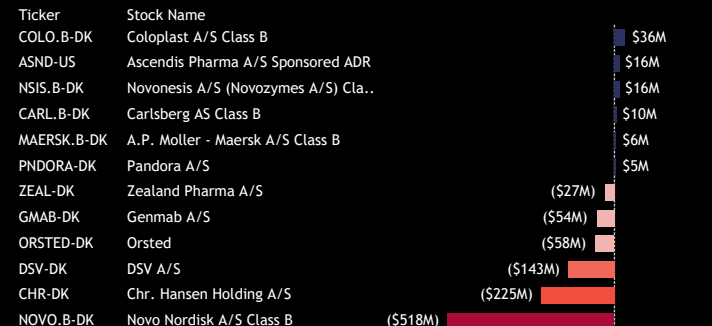 Ticker Stock Name
COLO.B-DK Coloplast A/S Class B $36M
ASND-US Ascendis Pharma A/S Sponsored ADR $16M
NSIS.B-DK Novonesis A/S (Novozymes A/S) Cla.. $16M
CARL.B-DK Carlsberg AS Class B $10M
MAERSK.B-DK A.P. Moller - Maersk A/S Class B $6M
PNDORA-DK Pandora A/S $5M
ZEAL-DK Zealand Pharma A/S ($27M)
GMAB-DK Genmab A/S ($54M)
ORSTED-DK Orsted ($58M)
DSV-DK DSV A/S ($143M)
CHR-DK Chr. Hansen Holding A/S ($225M)
NOVO.B-DK Novo Nordisk A/S Class B ($518M)